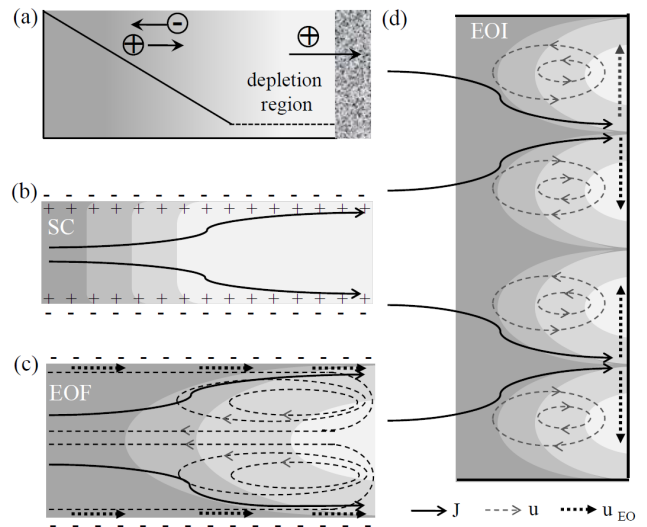 (a)
-
+
+
depletion
region
(b)
- - - - - - - - - - - - - -
SC
+ + + + + + + + + + + + + +
+ + + + + + + + + + + + + +
- - - - - - - - - - - - - -
(c)
- - - - - - - - - - - - - -
EOF
- - - - - - - - - - - - - -
(d)
EOI
J
u
u EO